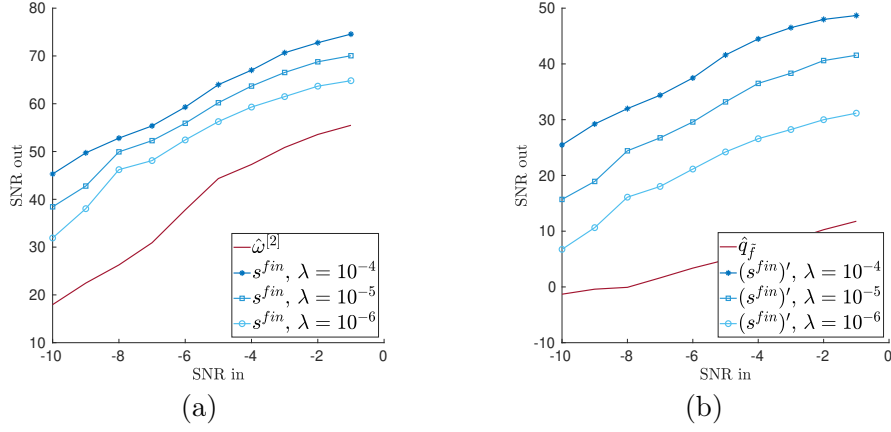 80
70
60
50
40
30
20
10
-10
-8
-6
-4
-2
0
SNR out
SNR in
ω̂^[2]
s^fin, λ = 10^-4
s^fin, λ = 10^-5
s^fin, λ = 10^-6
(a)
50
40
30
20
10
0
10
-10
-8
-6
-4
-2
0
SNR out
SNR in
q̂_f̃
(s^fin)′, λ = 10^-4
(s^fin)′, λ = 10^-5
(s^fin)′, λ = 10^-6
(b)